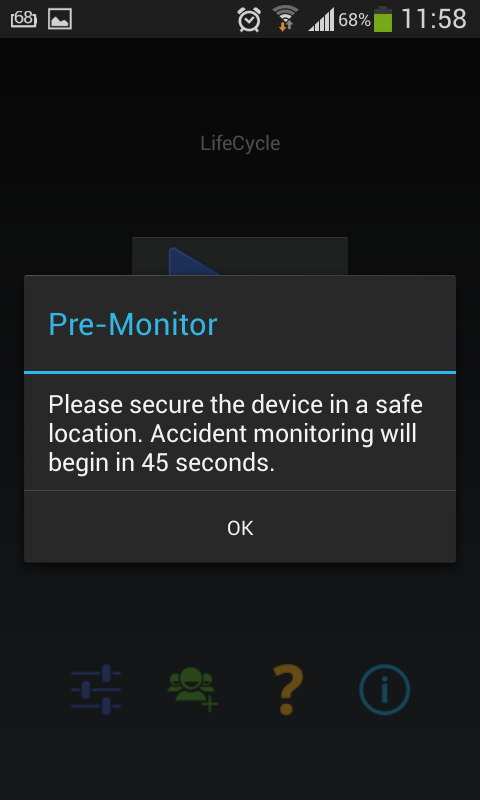 68 68% 11:58
LifeCycle
Pre-Monitor
Please secure the device in a safe
location. Accident monitoring will
begin in 45 seconds.
OK
?
i